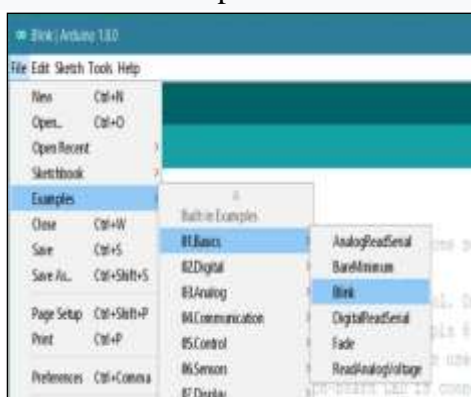 Blink | Arduino 1.8.0
File Edit Sketch Tools Help
New Ctrl+N
Open... Ctrl+O
Open Recent
Sketchbook
Examples
Close Ctrl+W
Save Ctrl+S
Save As... Ctrl+Shift+S
Page Setup Ctrl+Shift+P
Print Ctrl+P
Preferences Ctrl+Comma
Built-in Examples
01.Basics
02.Digital
03.Analog
04.Communication
05.Control
06.Sensors
07.Display
AnalogReadSerial
BareMinimum
Blink
DigitalReadSerial
Fade
ReadAnalogVoltage